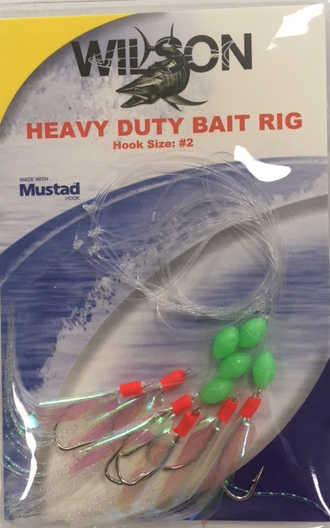 WILSON
HEAVY DUTY BAIT RIG
Hook Size: #2
MADE WITH
Mustad
HOOK